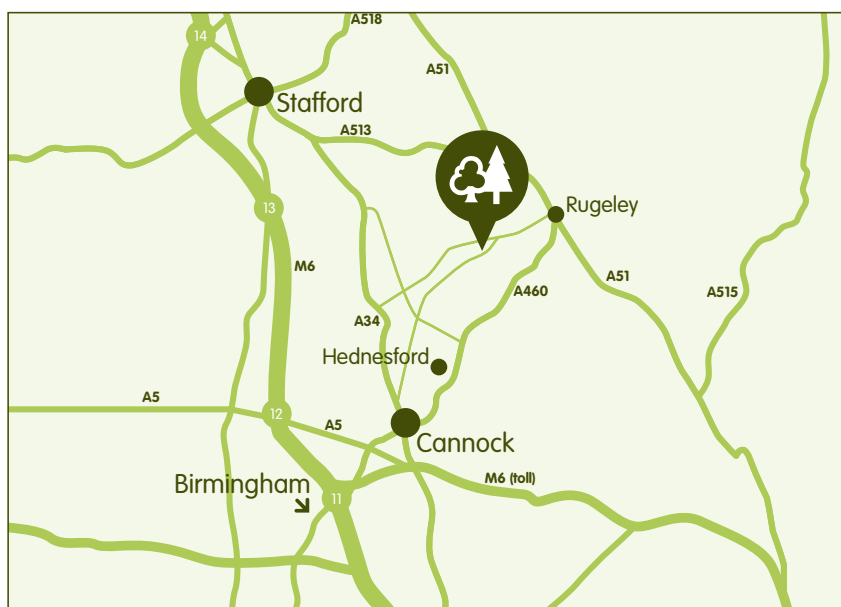 A518
14
A51
Stafford
A513
Rugeley
13
M6
A51
A460
A515
A34
Hednesford
A5
12
A5
Cannock
M6 (toll)
Birmingham
11